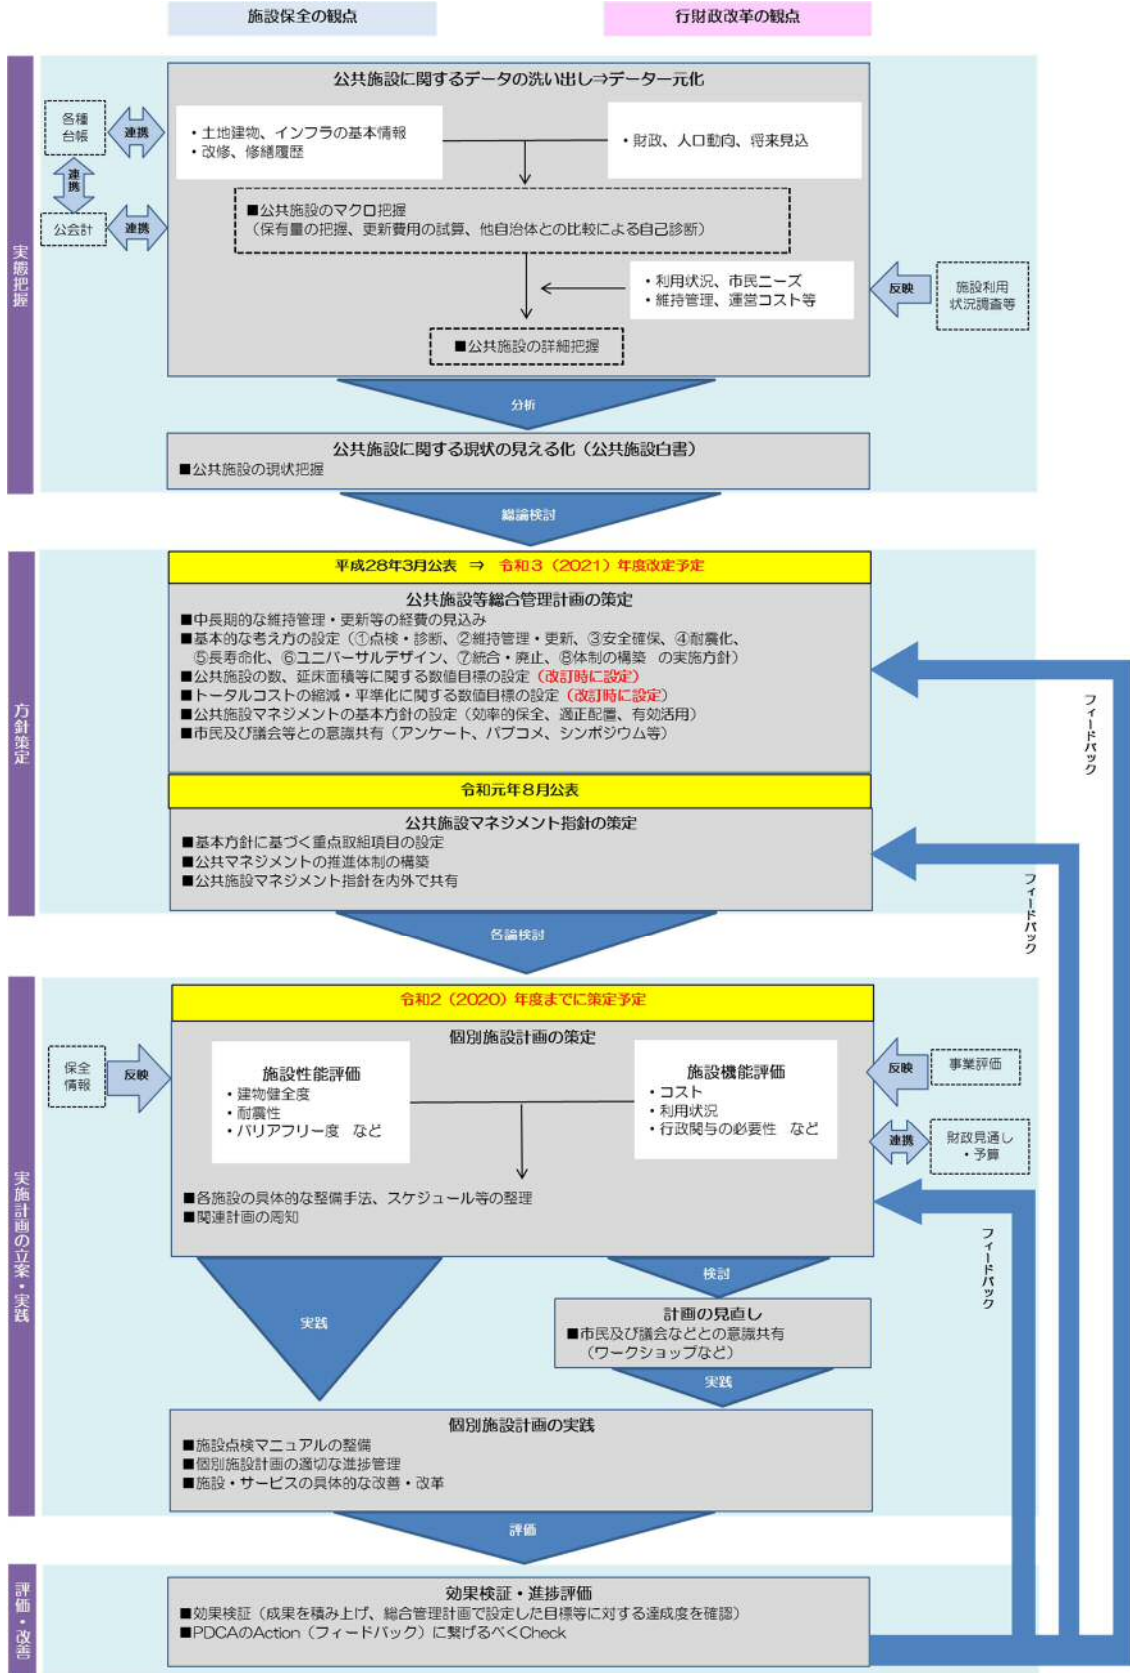 施設保全の観点
行財政改革の観点
実態把握
公共施設に関するデータの洗い出し⇒データ一元化
各種
台帳
連携
・土地建物、インフラの基本情報
・改修、修繕履歴
・財政、人口動向、将来見込
連携
公会計
連携
■公共施設のマクロ把握
(保有量の把握、更新費用の試算、他自治体との比較による自己診断)
・利用状況、市民ニーズ
・維持管理、運営コスト等
反映
施設利用
状況調査等
■公共施設の詳細把握
分析
公共施設に関する現状の見える化（公共施設白書）
■公共施設の現状把握
総論検討
方針策定
平成28年3月公表 ⇒ 令和3（2021）年度改定予定
公共施設等総合管理計画の策定
■中長期的な維持管理・更新等の経費の見込み
■基本的な考え方の設定（①点検・診断、②維持管理・更新、③安全確保、④耐震化、
⑤長寿命化、⑥ユニバーサルデザイン、⑦統合・廃止、⑧体制の構築 の実施方針）
■公共施設の数、延床面積等に関する数値目標の設定（改訂時に設定）
■トータルコストの縮減・平準化に関する数値目標の設定（改訂時に設定）
■公共施設マネジメントの基本方針の設定（効率的保全、適正配置、有効活用）
■市民及び議会等との意識共有（アンケート、パブコメ、シンポジウム等）
フィードバック
令和元年8月公表
公共施設マネジメント指針の策定
■基本方針に基づく重点取組項目の設定
■公共マネジメントの推進体制の構築
■公共施設マネジメント指針を内外で共有
フィードバック
各論検討
実施計画の立案・実践
令和2（2020）年度までに策定予定
個別施設計画の策定
保全
情報
反映
施設性能評価
・建物健全度
・耐震性
・バリアフリー度 など
施設機能評価
・コスト
・利用状況
・行政関与の必要性 など
反映
事業評価
連携
財政見通し
・予算
■各施設の具体的な整備手法、スケジュール等の整理
■関連計画の周知
フィードバック
実践
検討
計画の見直し
■市民及び議会などとの意識共有
（ワークショップなど）
実践
個別施設計画の実践
■施設点検マニュアルの整備
■個別施設計画の適切な進捗管理
■施設・サービスの具体的な改善・改革
評価
評価・改善
効果検証・進捗評価
■効果検証（成果を積み上げ、総合管理計画で設定した目標等に対する達成度を確認）
■PDCAのAction（フィードバック）に繋げるべくCheck